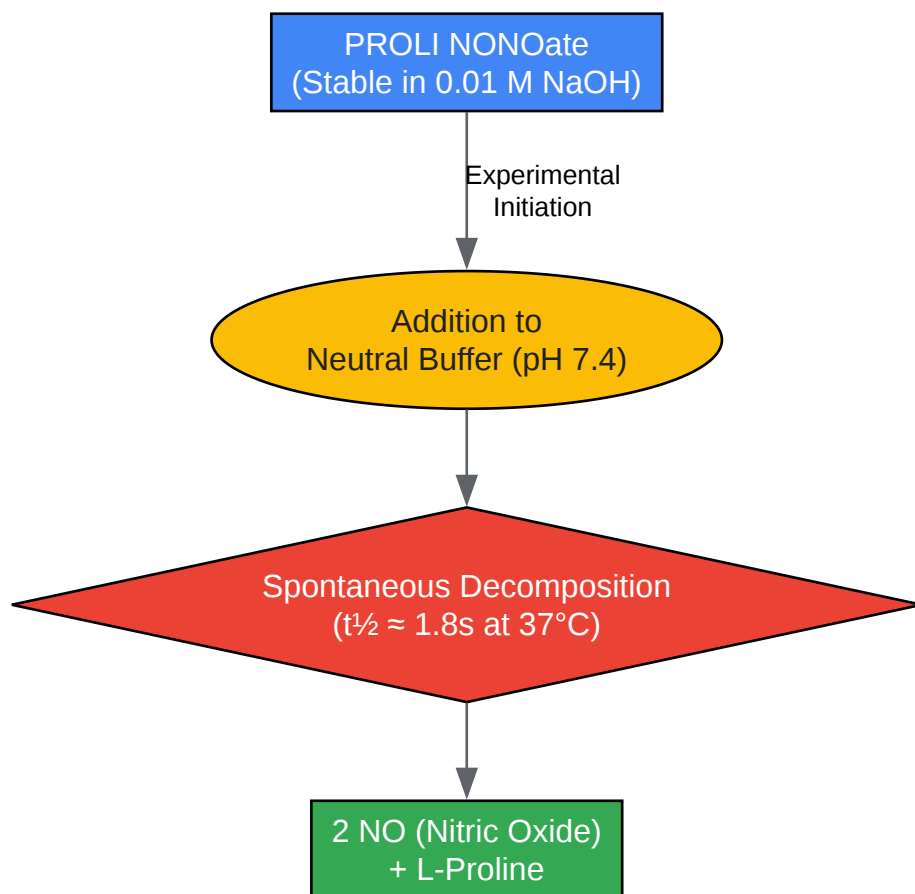 PROLI NONOate
(Stable in 0.01 M NaOH)
Experimental
Initiation
Addition to
Neutral Buffer (pH 7.4)
Spontaneous Decomposition
(t½ ≈ 1.8s at 37°C)
2 NO (Nitric Oxide)
+ L-Proline